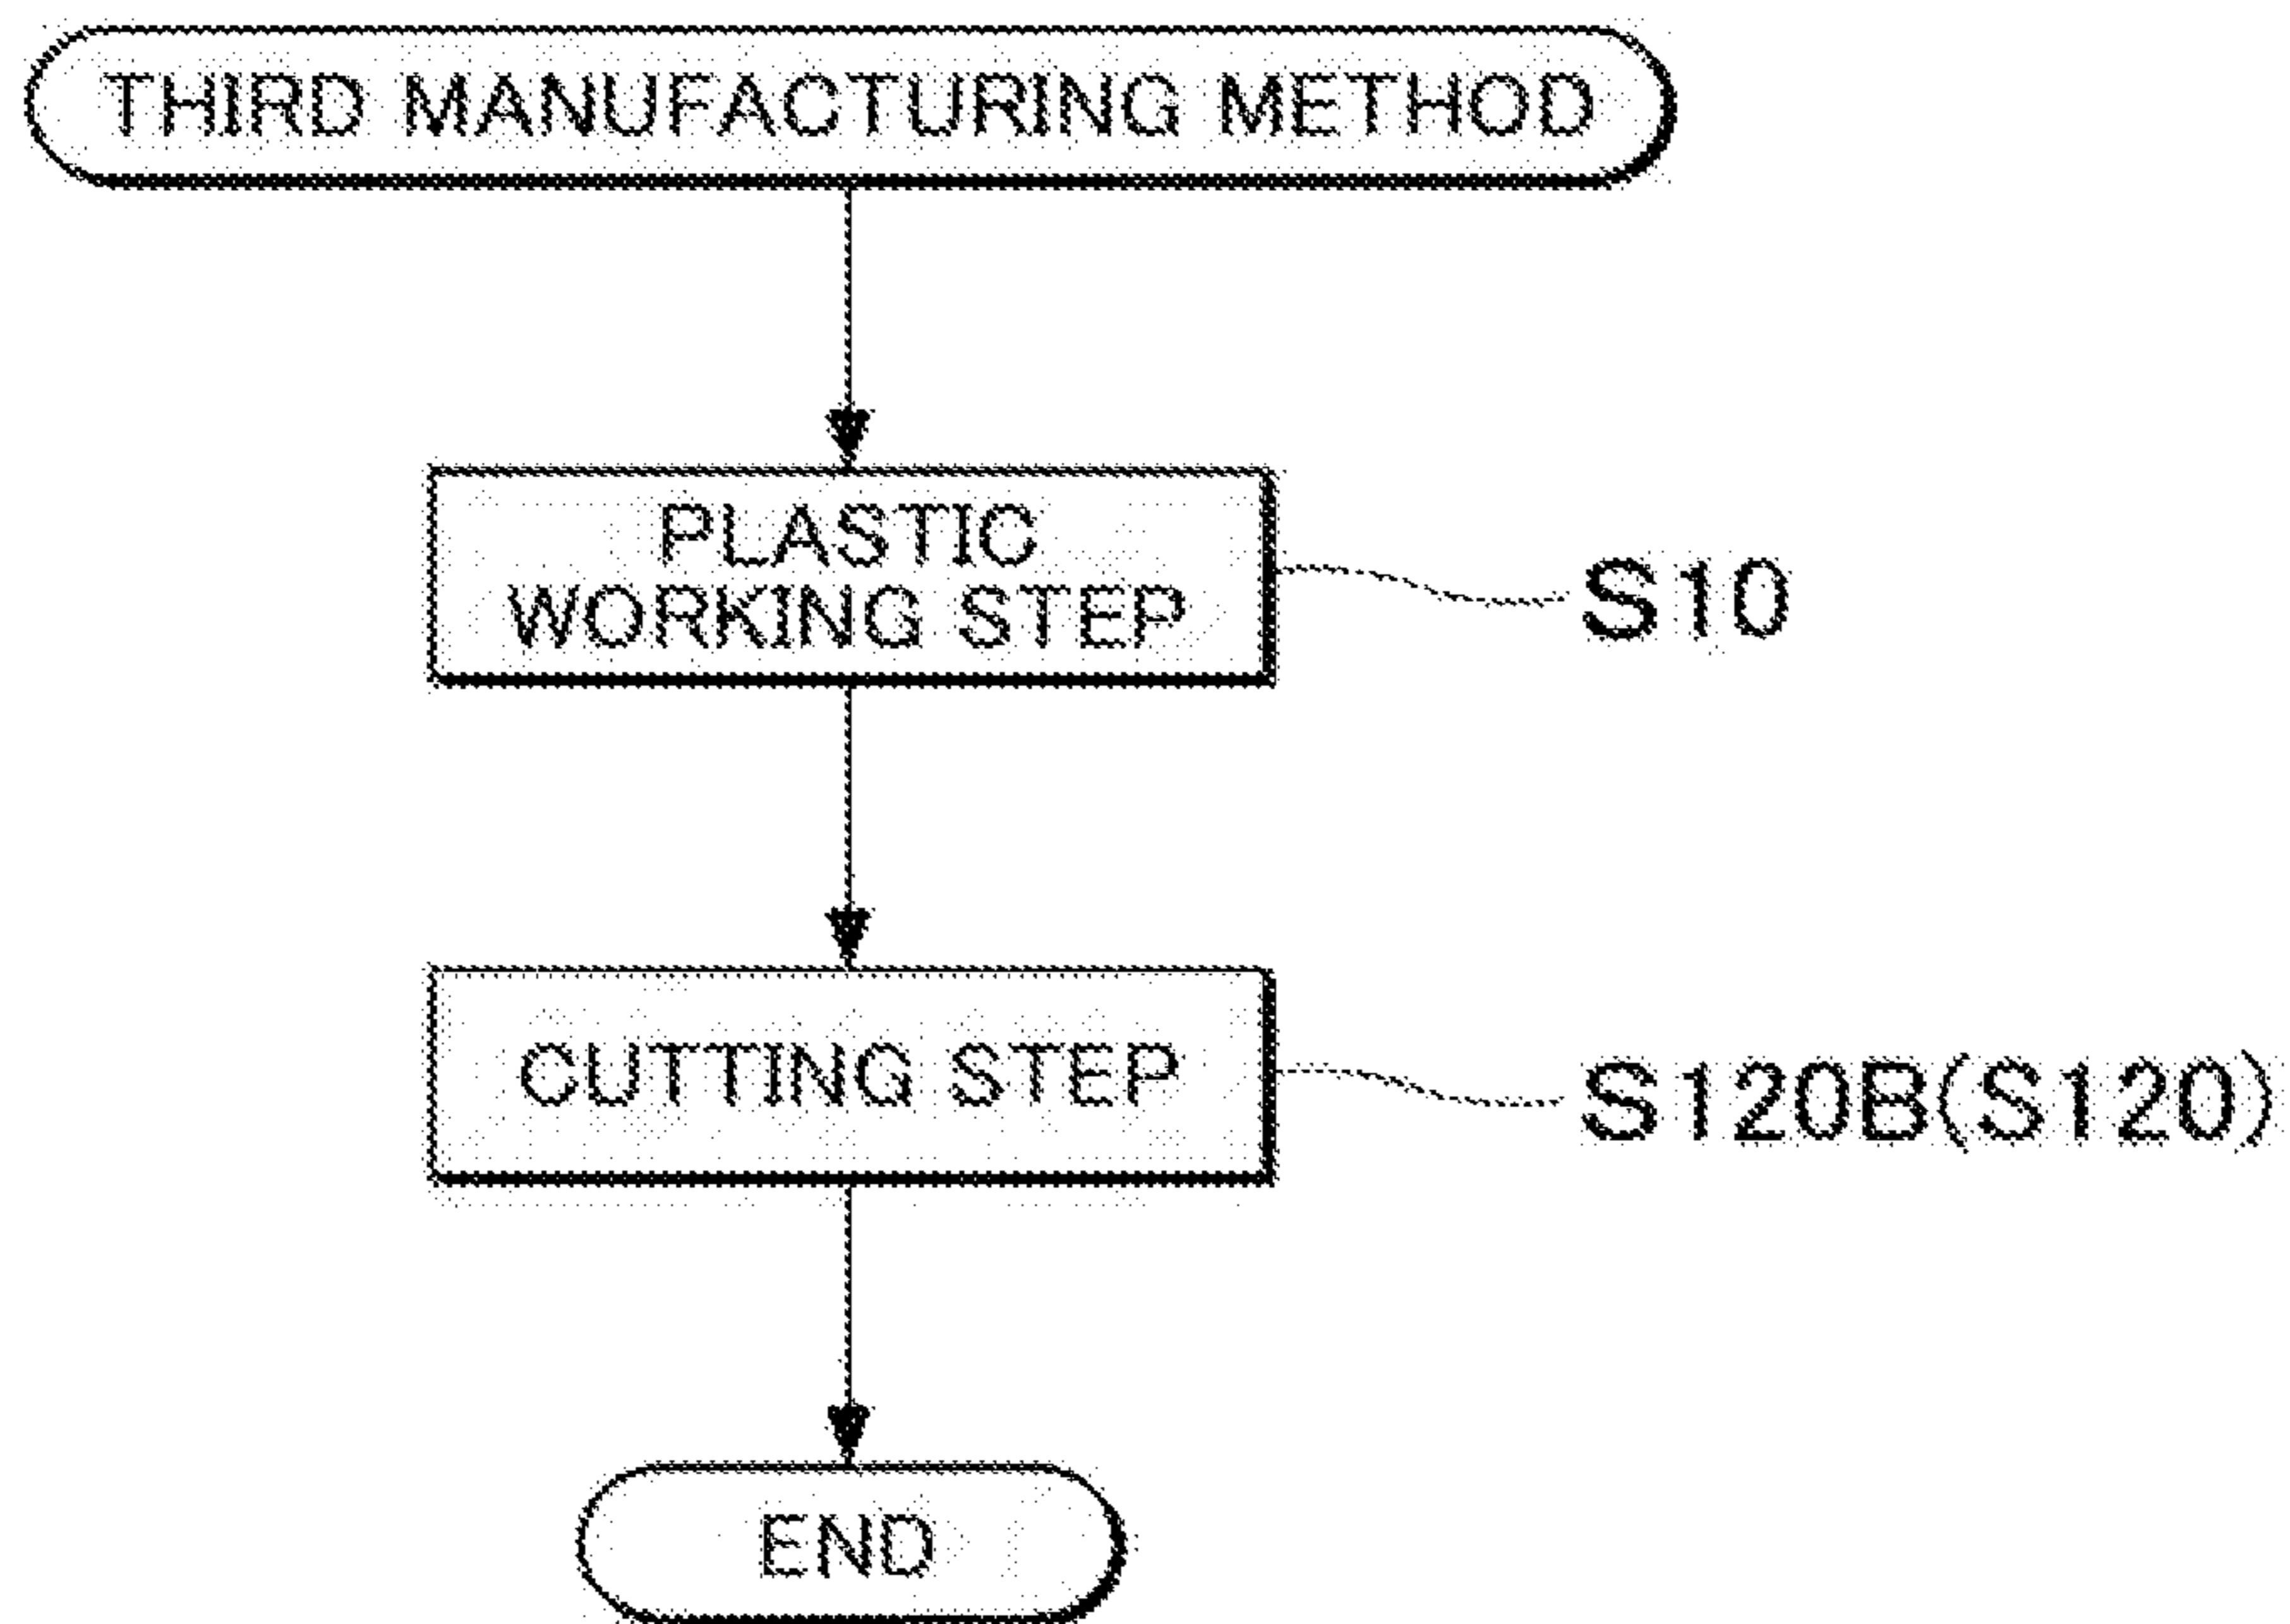 THIRD MANUFACTURING METHOD
PLASTIC
WORKING STEP
S10
CUTTING STEP
S120B(S120)
END